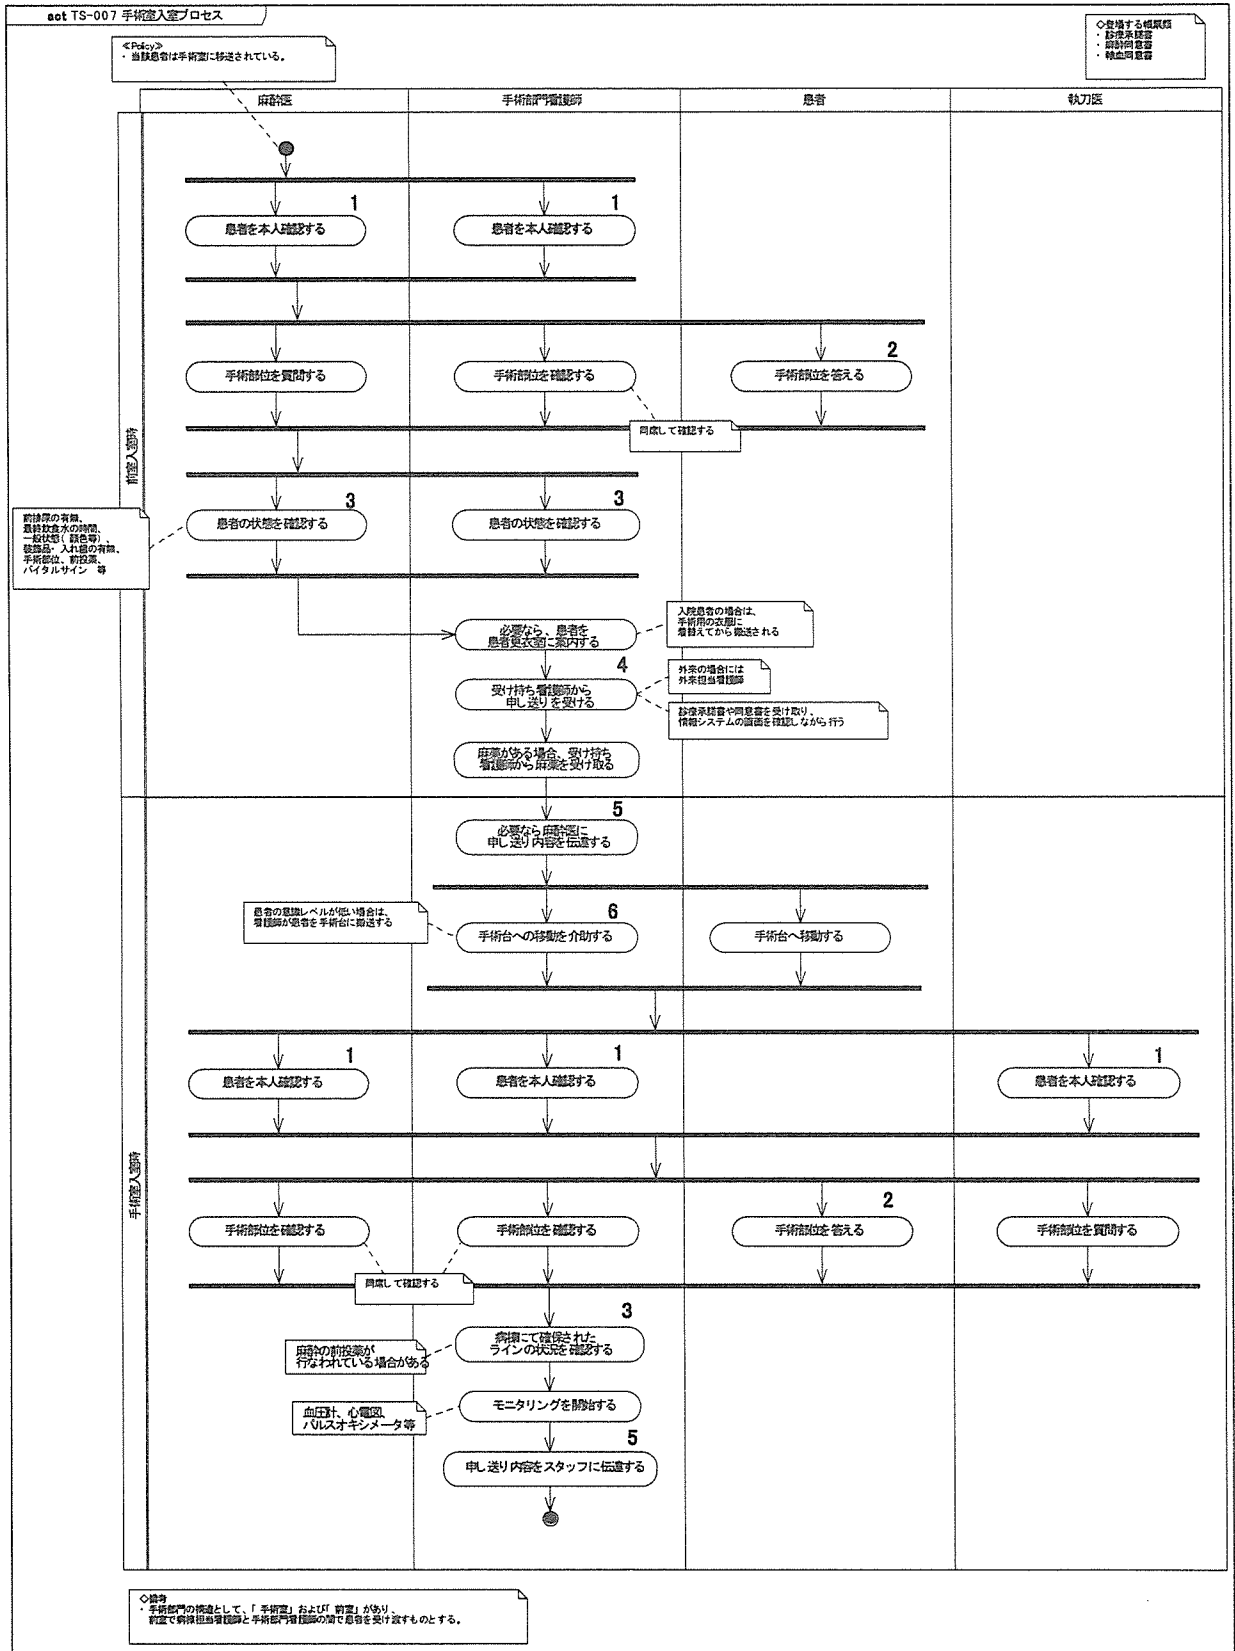 act TS-007 手術室入室プロセス
≪Policy≫
・ 当該患者は手術室に移送されている。
◇登場する帳票類
・ 診療承諾書
・ 麻酔同意書
・ 輸血同意書
麻酔医
手術部門看護師
患者
執刀医
前室入室時
1
患者を本人確認する
1
患者を本人確認する
手術部位を質問する
手術部位を確認する
2
手術部位を答える
同席して確認する
3
患者の状態を確認する
3
患者の状態を確認する
前排尿の有無、
最終飲食水の時間、
一般状態( 顔色等) 、
装飾品・ 入れ歯の有無、
手術部位、前投薬、
バイタルサイン 等
必要なら、患者を
患者更衣室に案内する
入院患者の場合は、
手術用の衣服に
着替えてから搬送される
4
受け持ち看護師から
申し送りを受ける
外来の場合には
外来担当看護師
診療承諾書や同意書を受け取り、
情報システムの画面を確認しながら行う
麻薬がある場合、受け持ち
看護師から麻薬を受け取る
手術室入室時
5
必要なら麻酔医に
申し送り内容を伝達する
患者の意識レベルが低い場合は、
看護師が患者を手術台に搬送する
6
手術台への移動を介助する
手術台へ移動する
1
患者を本人確認する
1
患者を本人確認する
1
患者を本人確認する
手術部位を確認する
手術部位を確認する
2
手術部位を答える
手術部位を質問する
同席して確認する
3
病棟にて確保された
ラインの状況を確認する
麻酔の前投薬が
行なわれている場合がある
モニタリングを開始する
血圧計、心電図、
パルスオキシメータ等
5
申し送り内容をスタッフに伝達する
◇備考
・ 手術部門の構造として、「 手術室」 および「 前室」 があり、
前室で病棟担当看護師と手術部門看護師の間で患者を受け渡すものとする。